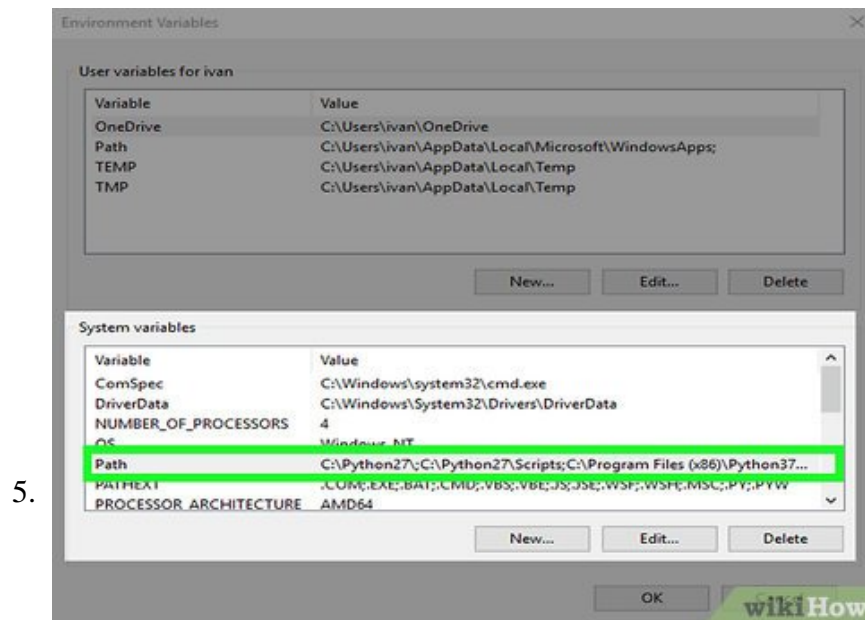 Environment Variables
User variables for ivan
Variable Value
OneDrive C:\Users\ivan\OneDrive
Path C:\Users\ivan\AppData\Local\Microsoft\WindowsApps;
TEMP C:\Users\ivan\AppData\Local\Temp
TMP C:\Users\ivan\AppData\Local\Temp
New... Edit... Delete
System variables
Variable Value
ComSpec C:\Windows\system32\cmd.exe
DriverData C:\Windows\System32\Drivers\DriverData
NUMBER_OF_PROCESSORS 4
OS Windows_NT
Path C:\Python27\;C:\Python27\Scripts;C:\Program Files (x86)\Python37...
5.
PATHEXT .COM;.EXE;.BAT;.CMD;.VBS;.VBE;.JS;.JSE;.WSF;.WSH;.MSC;.PY;.PYW
PROCESSOR_ARCHITECTURE AMD64
New... Edit... Delete
OK
wikiHow